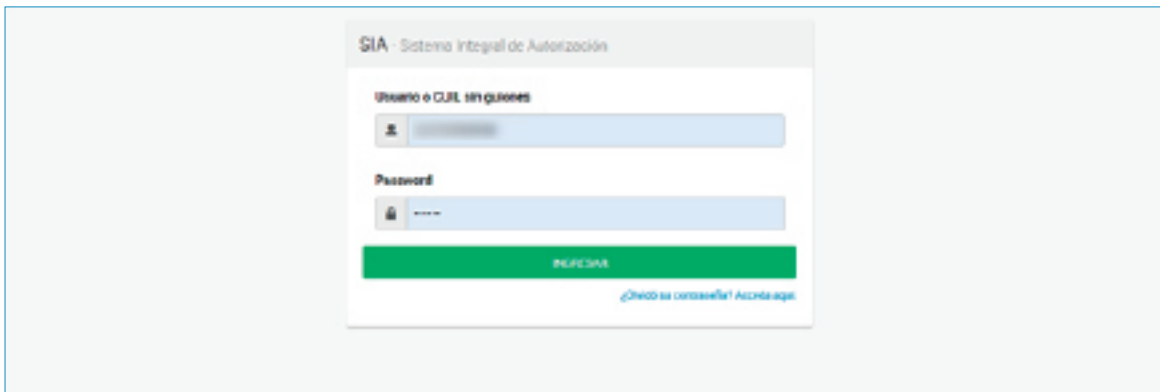 SIA - Sistema Integral de Autorización
Usuario o CUIL sin guiones
Password
INGRESAR
¿Olvidó su contraseña? Acceda aquí